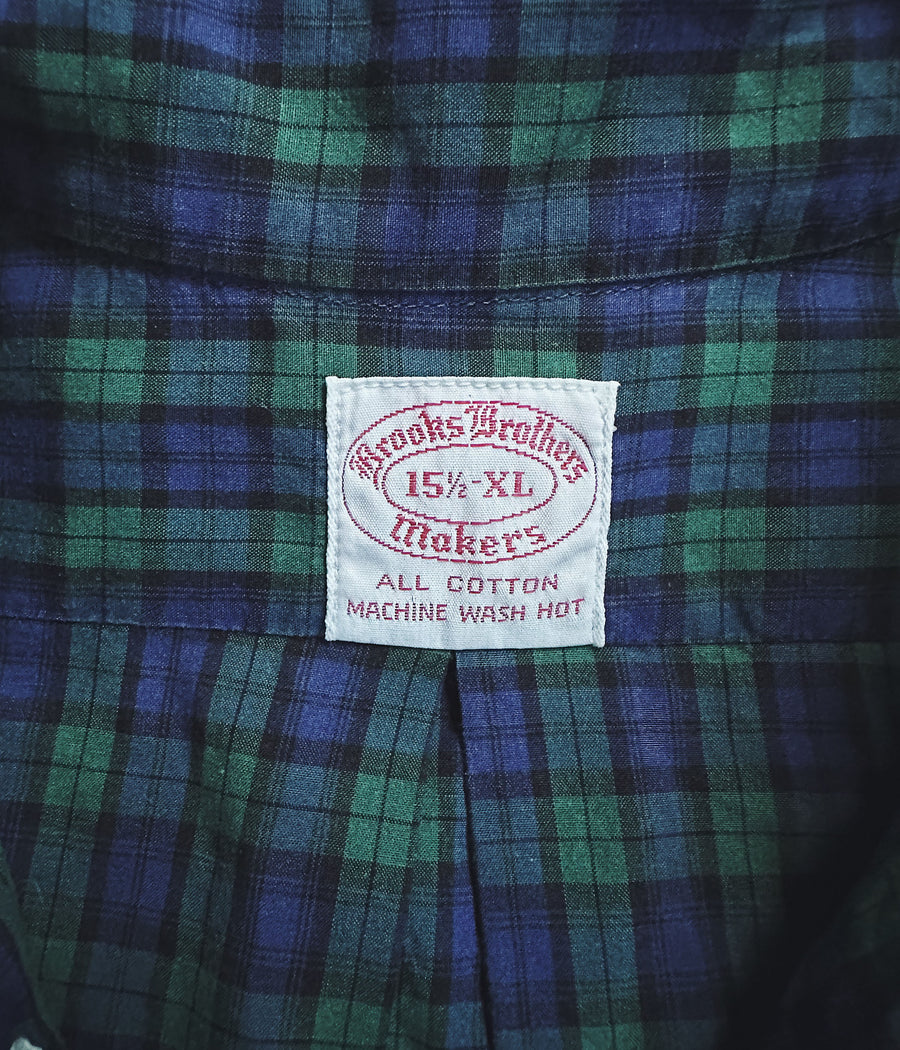 Brooks Brothers
15½-XL
Makers
ALL COTTON
MACHINE WASH HOT